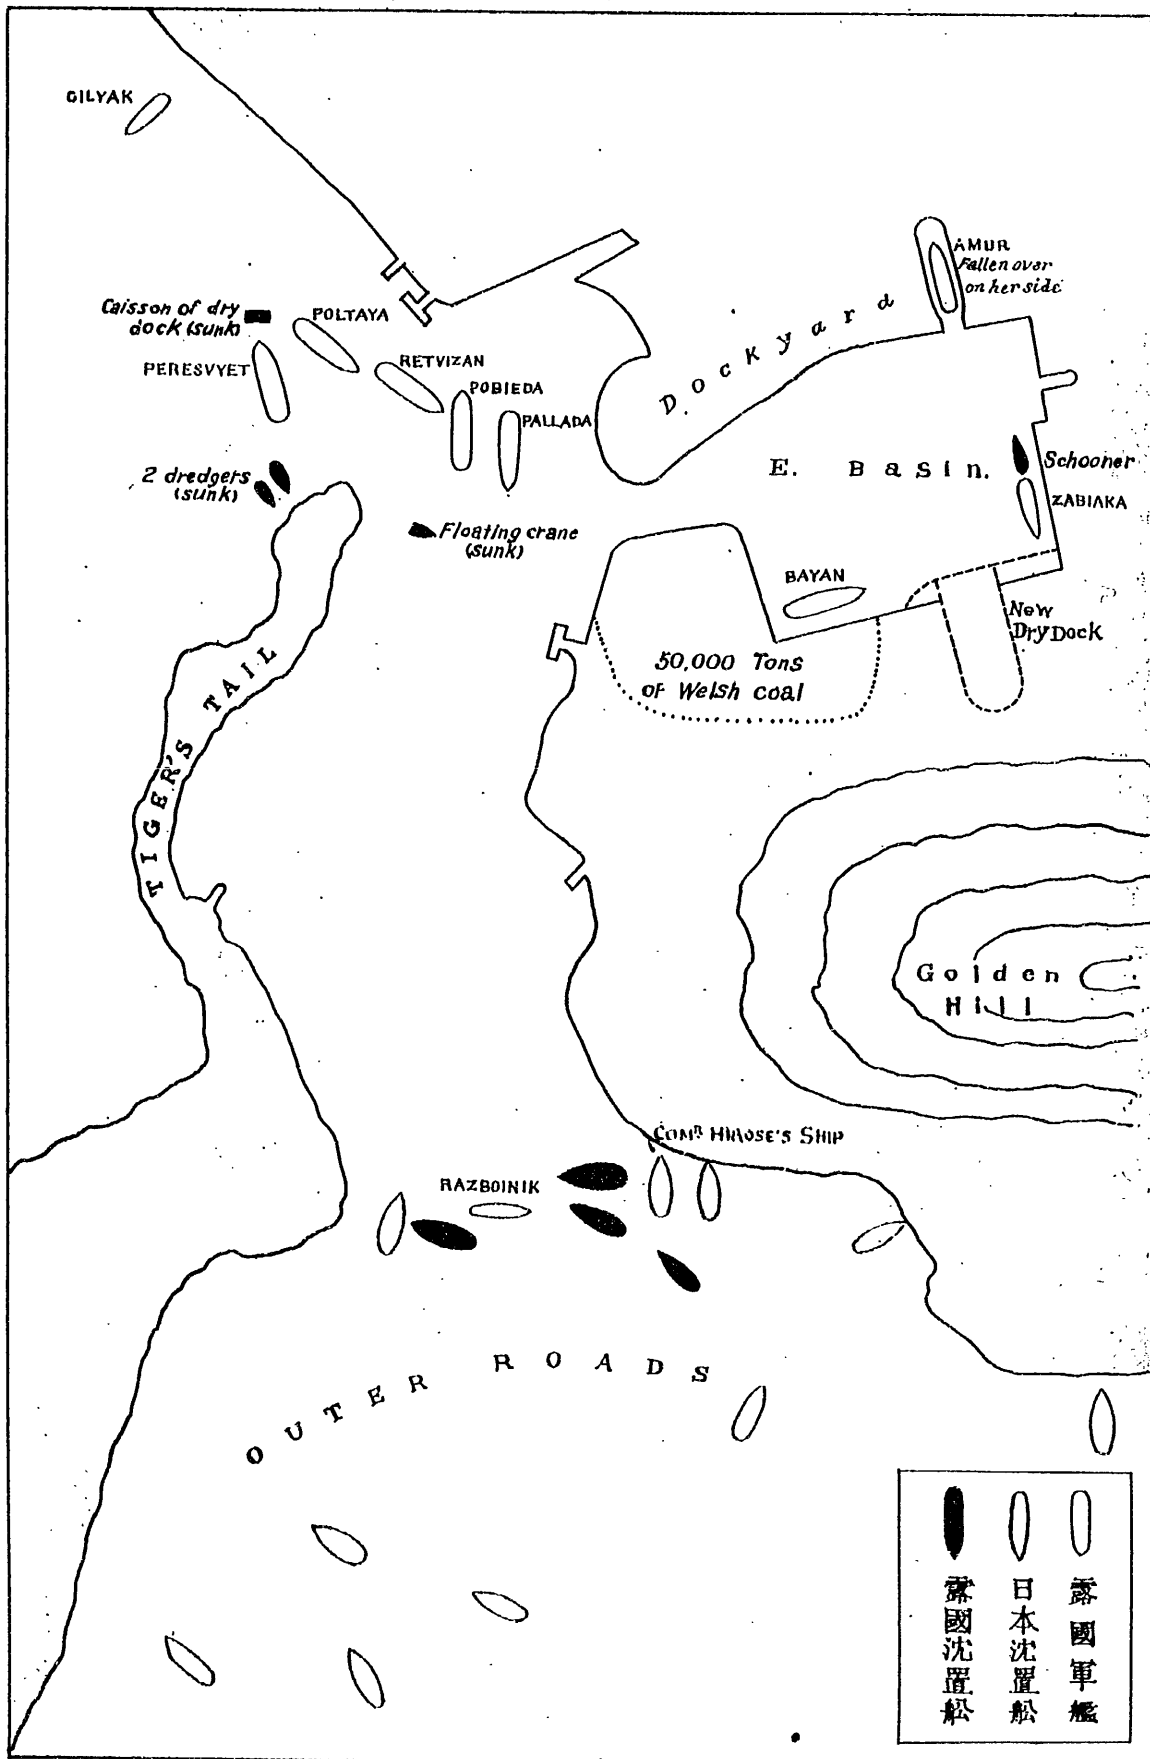 GILYAK
AMUR
Fallen over
on her side
Caisson of dry
dock (sunk)
POLTAYA
PERESVYET
RETVIZAN
POBIEDA
PALLADA
Dockyard
E. Basin.
Schooner
ZABIAKA
2 dredgers
(sunk)
Floating crane
(sunk)
BAYAN
New
Dry Dock
50,000 Tons
of Welsh coal
TIGER'S TAIL
Golden
Hill
COMR HIROSE'S SHIP
RAZBOINIK
OUTER ROADS
露國軍艦
日本沈置舩
露國沈置舩